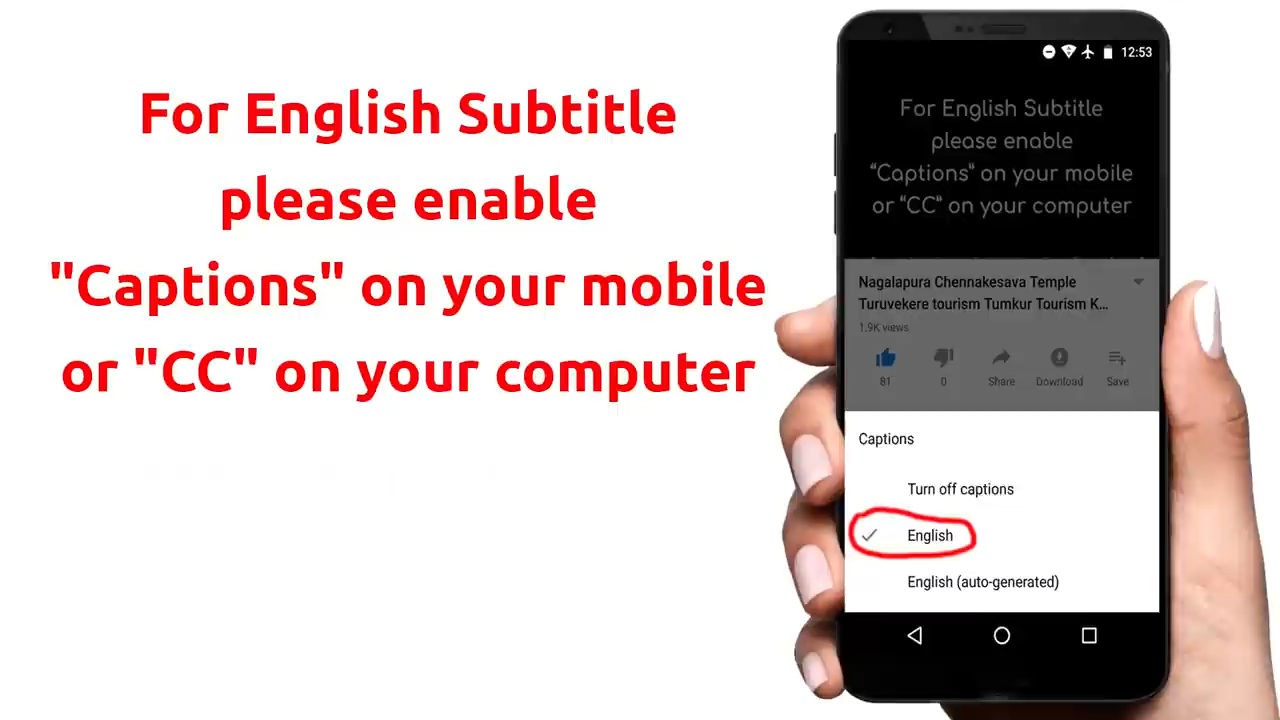 For English Subtitle
please enable
"Captions" on your mobile
or "CC" on your computer
12:53
For English Subtitle
please enable
“Captions” on your mobile
or “CC” on your computer
Nagalapura Chennakesava Temple
Turuvekere tourism Tumkur Tourism K...
1.9K views
81
0
Share
Download
Save
Captions
Turn off captions
English
English (auto-generated)